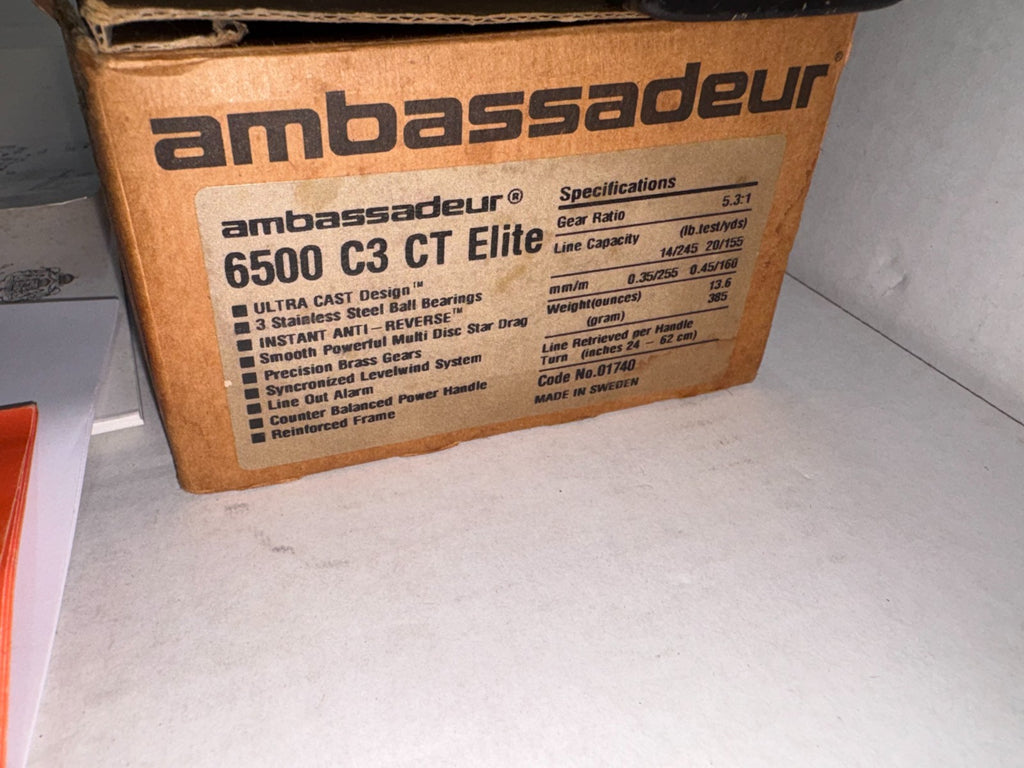 ambassadeur®
ambassadeur®
6500 C3 CT Elite
■ ULTRA CAST Design™
■ 3 Stainless Steel Ball Bearings
■ INSTANT ANTI-REVERSE™
■ Smooth Powerful Multi Disc Star Drag
■ Precision Brass Gears
■ Syncronized Levelwind System
■ Line Out Alarm
■ Counter Balanced Power Handle
■ Reinforced Frame
Specifications
Gear Ratio 5.3:1
Line Capacity (lb.test/yds)
14/245 20/155
mm/m 0.35/255 0.45/160
Weight(ounces) 13.6
(gram) 385
Line Retrieved per Handle
Turn (inches 24 - 62 cm)
Code No.01740
MADE IN SWEDEN